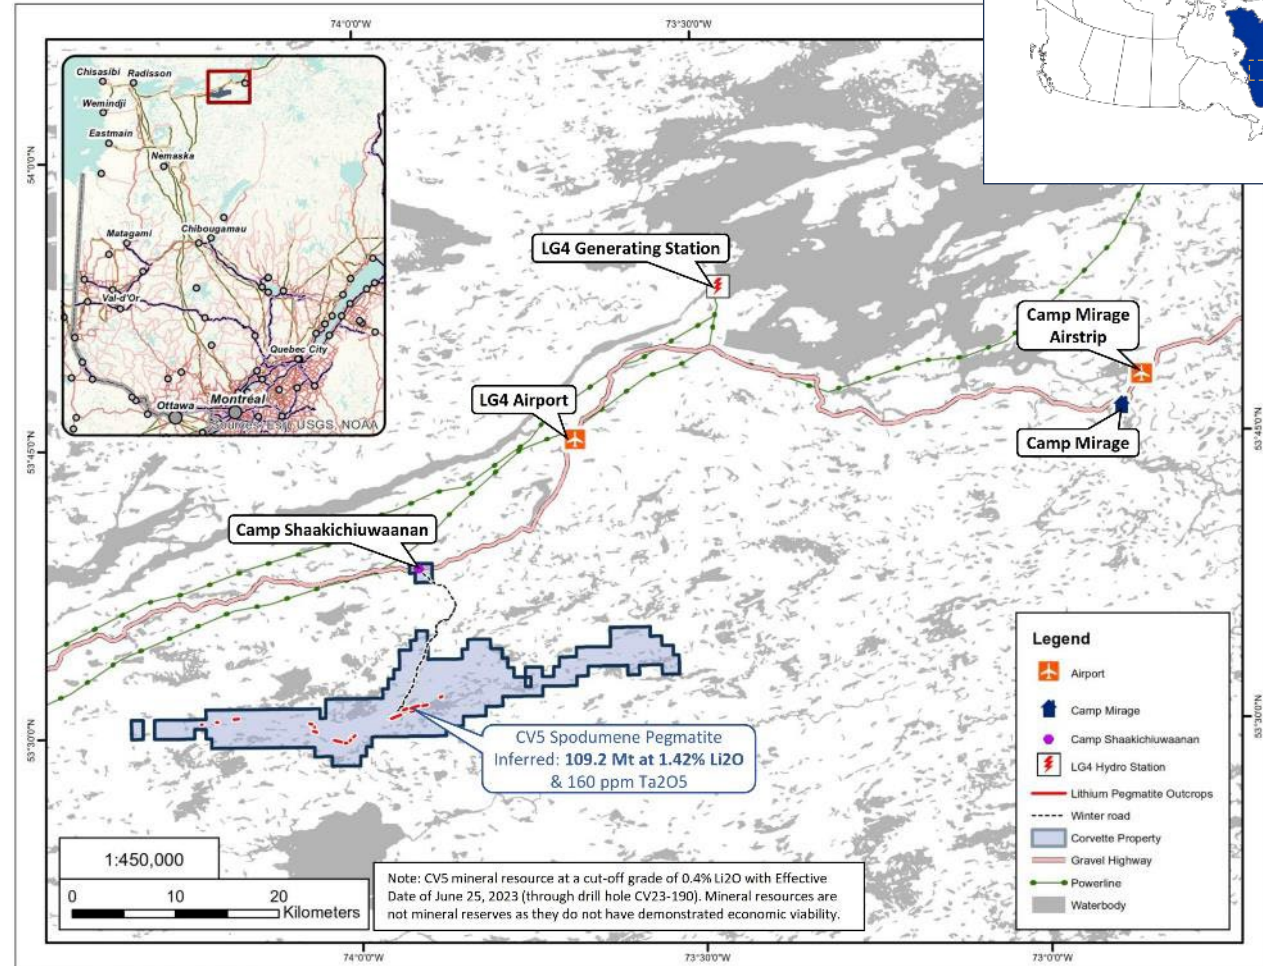 74°0'0"W
73°30'0"W
Chisasibi
Radisson
Wemindji
Eastmain
Nemaska
Matagami
Chibougamau
Val-d'Or
Quebec City
Ottawa
Montréal
Sources: Esri, USGS, NOAA
54°0'0"N
LG4 Generating Station
Camp Mirage
Airstrip
LG4 Airport
Camp Mirage
53°45'0"N
53°45'0"N
Camp Shaakichiuwaanan
CV5 Spodumene Pegmatite
Inferred: 109.2 Mt at 1.42% Li2O
& 160 ppm Ta2O5
53°30'0"N
53°30'0"N
Legend
Airport
Camp Mirage
Camp Shaakichiuwaanan
LG4 Hydro Station
Lithium Pegmatite Outcrops
Winter road
Corvette Property
Gravel Highway
Powerline
Waterbody
1:450,000
0 10 20
Kilometers
Note: CV5 mineral resource at a cut-off grade of 0.4% Li2O with Effective
Date of June 25, 2023 (through drill hole CV23-190). Mineral resources are
not mineral reserves as they do not have demonstrated economic viability.
74°0'0"W
73°30'0"W
73°0'0"W